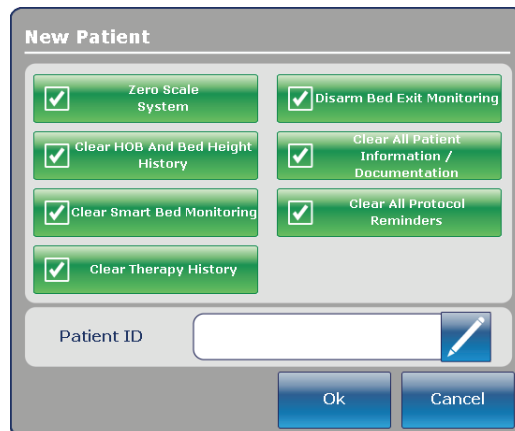 New Patient
Zero Scale
System
Disarm Bed Exit Monitoring
Clear HOB And Bed Height
History
Clear All Patient
Information /
Documentation
Clear Smart Bed Monitoring
Clear All Protocol
Reminders
Clear Therapy History
Patient ID
Ok
Cancel